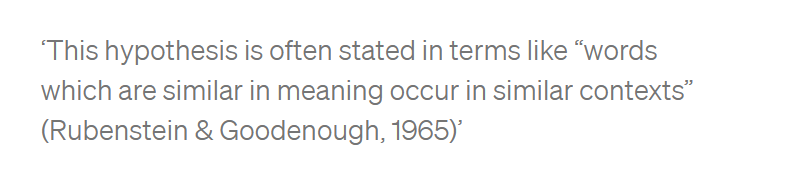 ‘This hypothesis is often stated in terms like “words
which are similar in meaning occur in similar contexts”
(Rubenstein & Goodenough, 1965)’